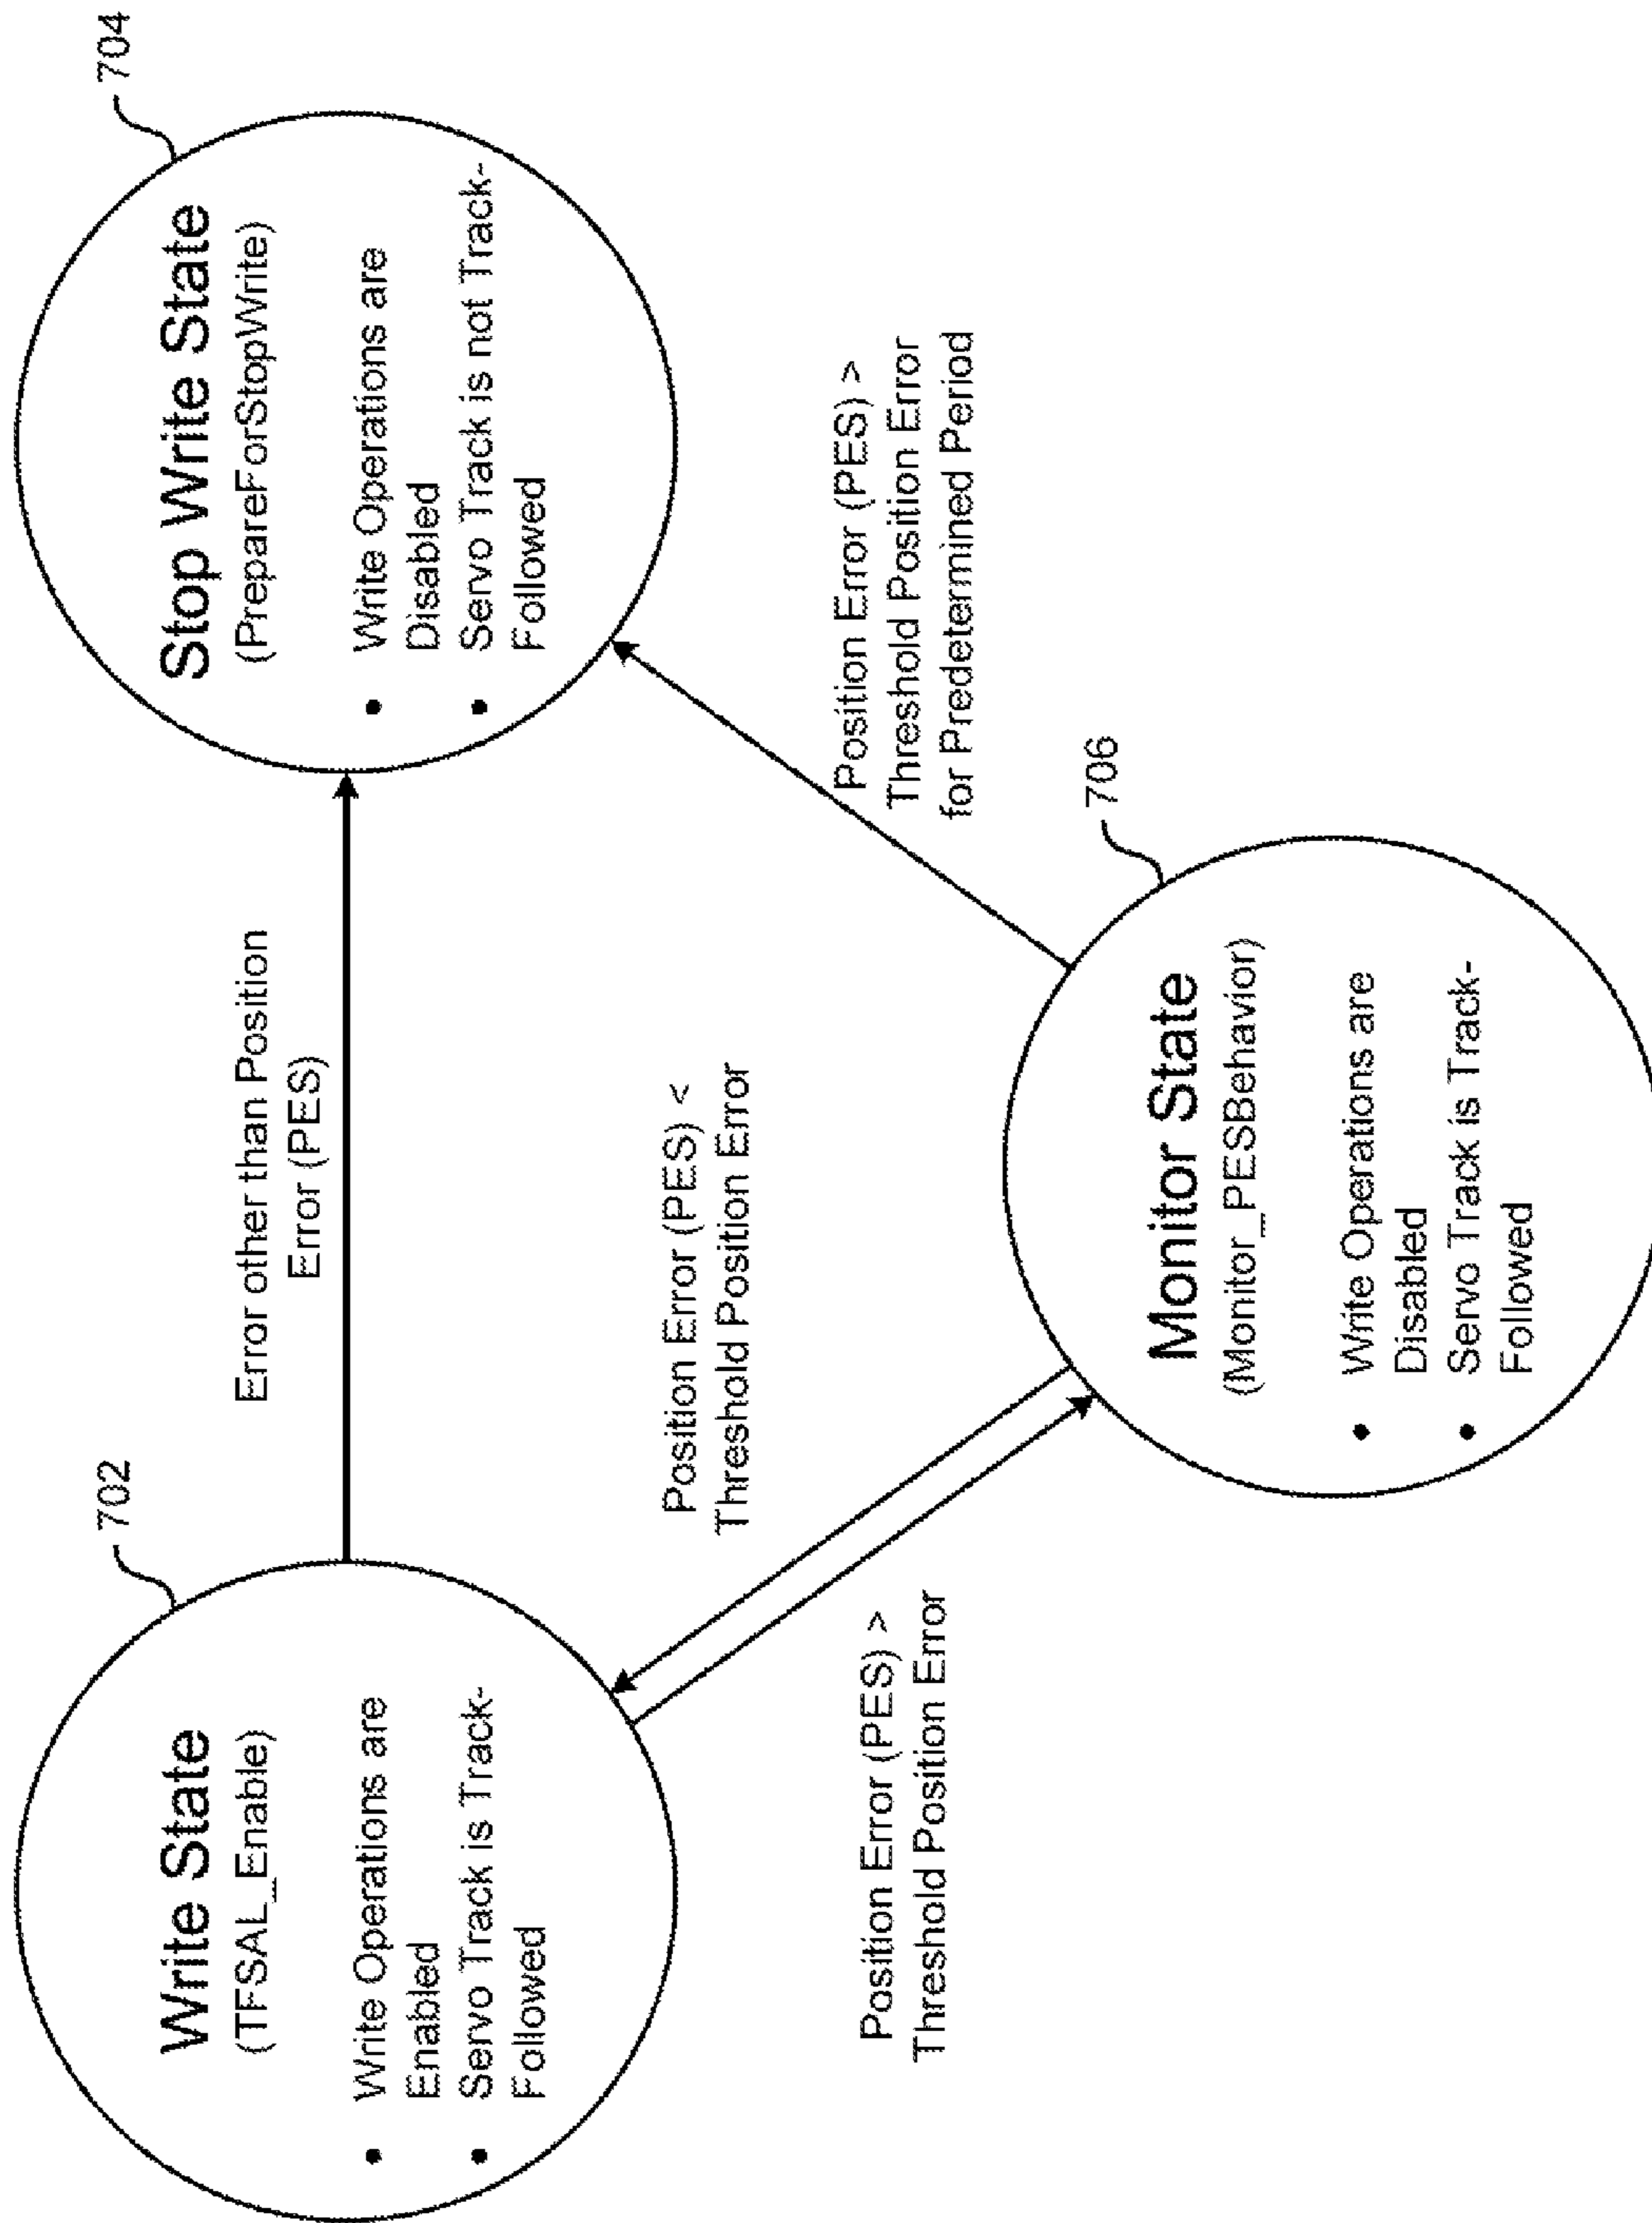 702
Write State
(TFSAL_Enable)
• Write Operations are
Enabled
• Servo Track is Track-
Followed
Error other than Position
Error (PES)
704
Stop Write State
(PrepareForStopWrite)
• Write Operations are
Disabled
• Servo Track is not Track-
Followed
Position Error (PES) <
Threshold Position Error
Position Error (PES) >
Threshold Position Error
Position Error (PES) >
Threshold Position Error
for Predetermined Period
706
Monitor State
(Monitor_PESBehavior)
• Write Operations are
Disabled
• Servo Track is Track-
Followed